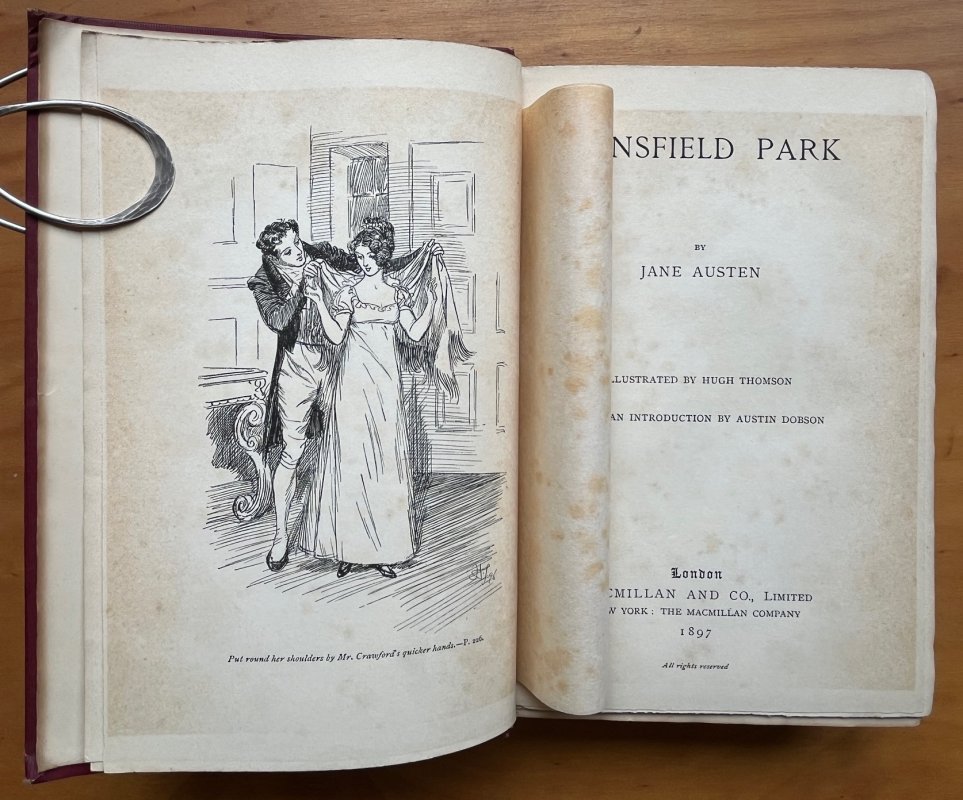 Put round her shoulders by Mr. Crawford's quicker hands.—P. 226.
NSFIELD PARK
BY
JANE AUSTEN
LLUSTRATED BY HUGH THOMSON
AN INTRODUCTION BY AUSTIN DOBSON
London
CMILLAN AND CO., LIMITED
W YORK: THE MACMILLAN COMPANY
1897
All rights reserved